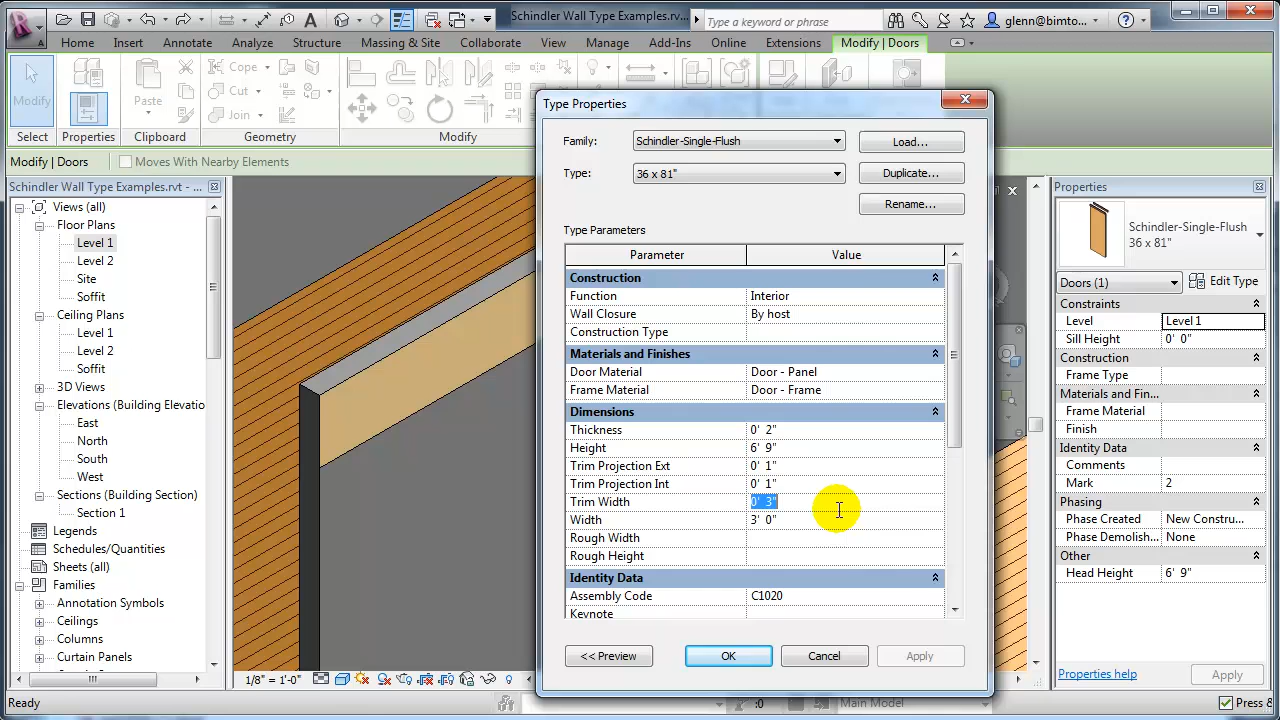 Schindler Wall Type Examples.rvt...
Type a keyword or phrase
glenn@bimto...
Home Insert Annotate Analyze Structure Massing & Site Collaborate View Manage Add-Ins Online Extensions Modify | Doors
Modify
Paste
Cope
Cut
Join
Select Properties Clipboard Geometry Modify
Modify | Doors Moves With Nearby Elements
Schindler Wall Type Examples.rvt - ...
Views (all)
Floor Plans
Level 1
Level 2
Site
Soffit
Ceiling Plans
Level 1
Level 2
Soffit
3D Views
Elevations (Building Elevatio
East
North
South
West
Sections (Building Section)
Section 1
Legends
Schedules/Quantities
Sheets (all)
Families
Annotation Symbols
Ceilings
Columns
Curtain Panels
1/8" = 1'-0"
Type Properties
Family: Schindler-Single-Flush Load...
Type: 36 x 81" Duplicate...
Rename...
Type Parameters
Parameter Value
Construction
Function Interior
Wall Closure By host
Construction Type
Materials and Finishes
Door Material Door - Panel
Frame Material Door - Frame
Dimensions
Thickness 0' 2"
Height 6' 9"
Trim Projection Ext 0' 1"
Trim Projection Int 0' 1"
Trim Width 0' 3"
Width 3' 0"
Rough Width
Rough Height
Identity Data
Assembly Code C1020
Keynote
<< Preview OK Cancel Apply
Properties
Schindler-Single-Flush
36 x 81"
Doors (1) Edit Type
Constraints
Level Level 1
Sill Height 0' 0"
Construction
Frame Type
Materials and Fin...
Frame Material
Finish
Identity Data
Comments
Mark 2
Phasing
Phase Created New Constru...
Phase Demolish... None
Other
Head Height 6' 9"
Properties help Apply
Ready :0 Main Model Press &